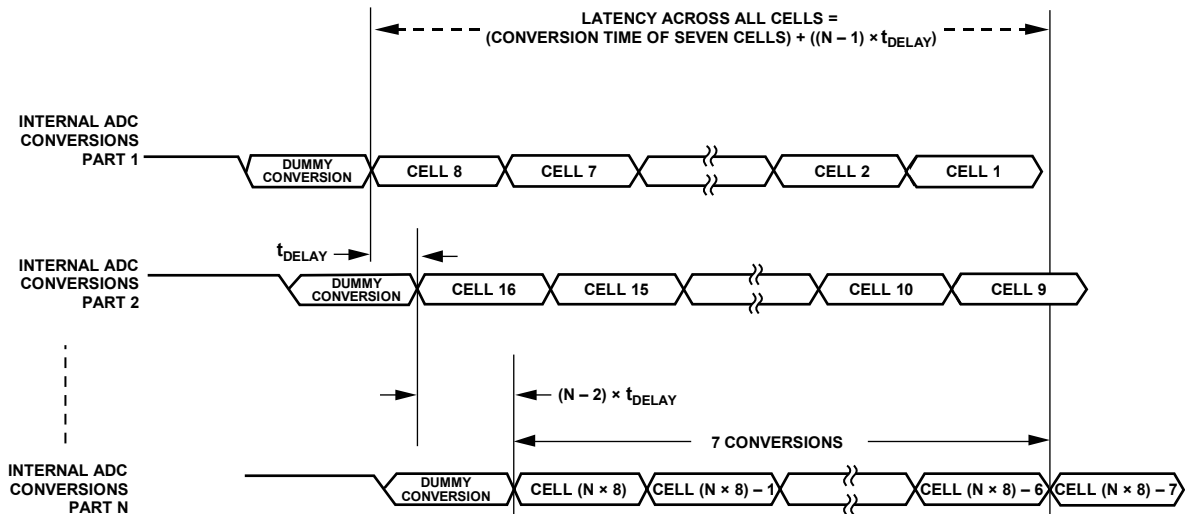 LATENCY ACROSS ALL CELLS =
(CONVERSION TIME OF SEVEN CELLS) + ((N – 1) × tDELAY)
INTERNAL ADC
CONVERSIONS
PART 1
DUMMY
CONVERSION
CELL 8
CELL 7
CELL 2
CELL 1
tDELAY
INTERNAL ADC
CONVERSIONS
PART 2
DUMMY
CONVERSION
CELL 16
CELL 15
CELL 10
CELL 9
(N – 2) × tDELAY
7 CONVERSIONS
INTERNAL ADC
CONVERSIONS
PART N
DUMMY
CONVERSION
CELL (N × 8)
CELL (N × 8) – 1
CELL (N × 8) – 6
CELL (N × 8) – 7